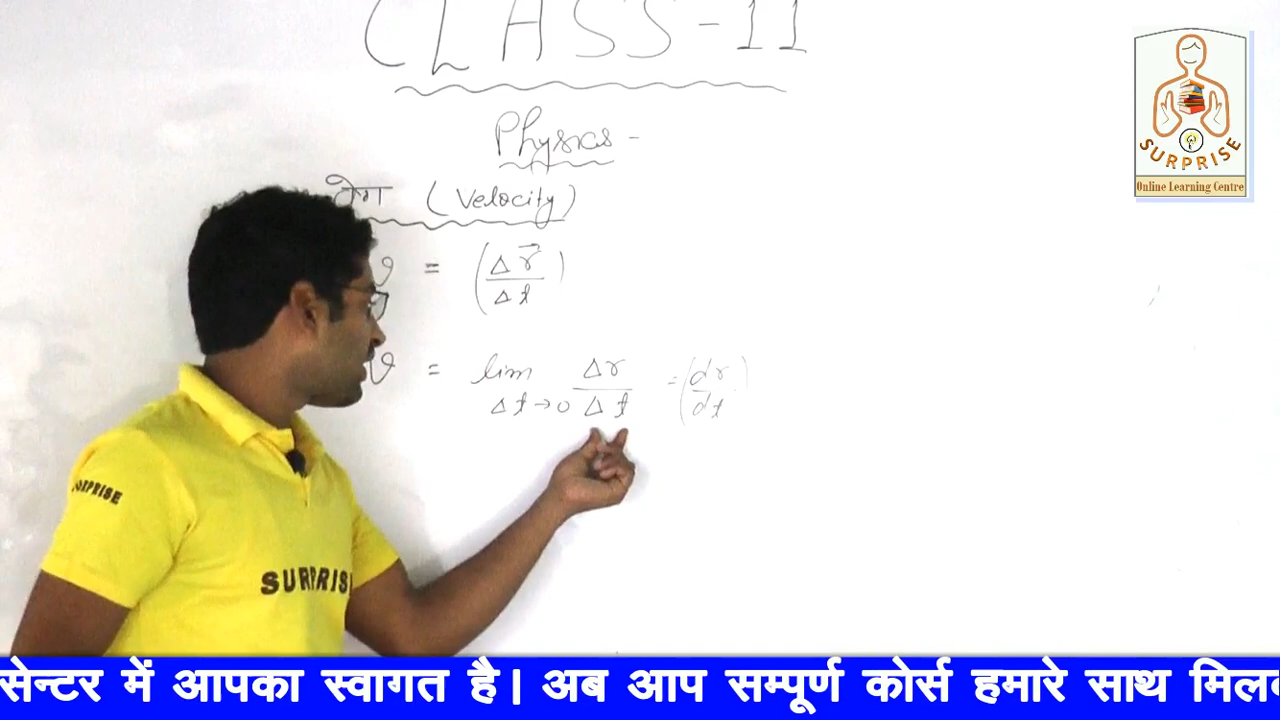 CLASS-11
Physics -
वेग (Velocity)
v = (Δr⃗/Δt)
v = lim Δt→0 Δr/Δt = (dr/dt)
SURPRISE
Online Learning Centre
SURPRISE
SURPRIS
सेन्टर में आपका स्वागत है। अब आप सम्पूर्ण कोर्स हमारे साथ